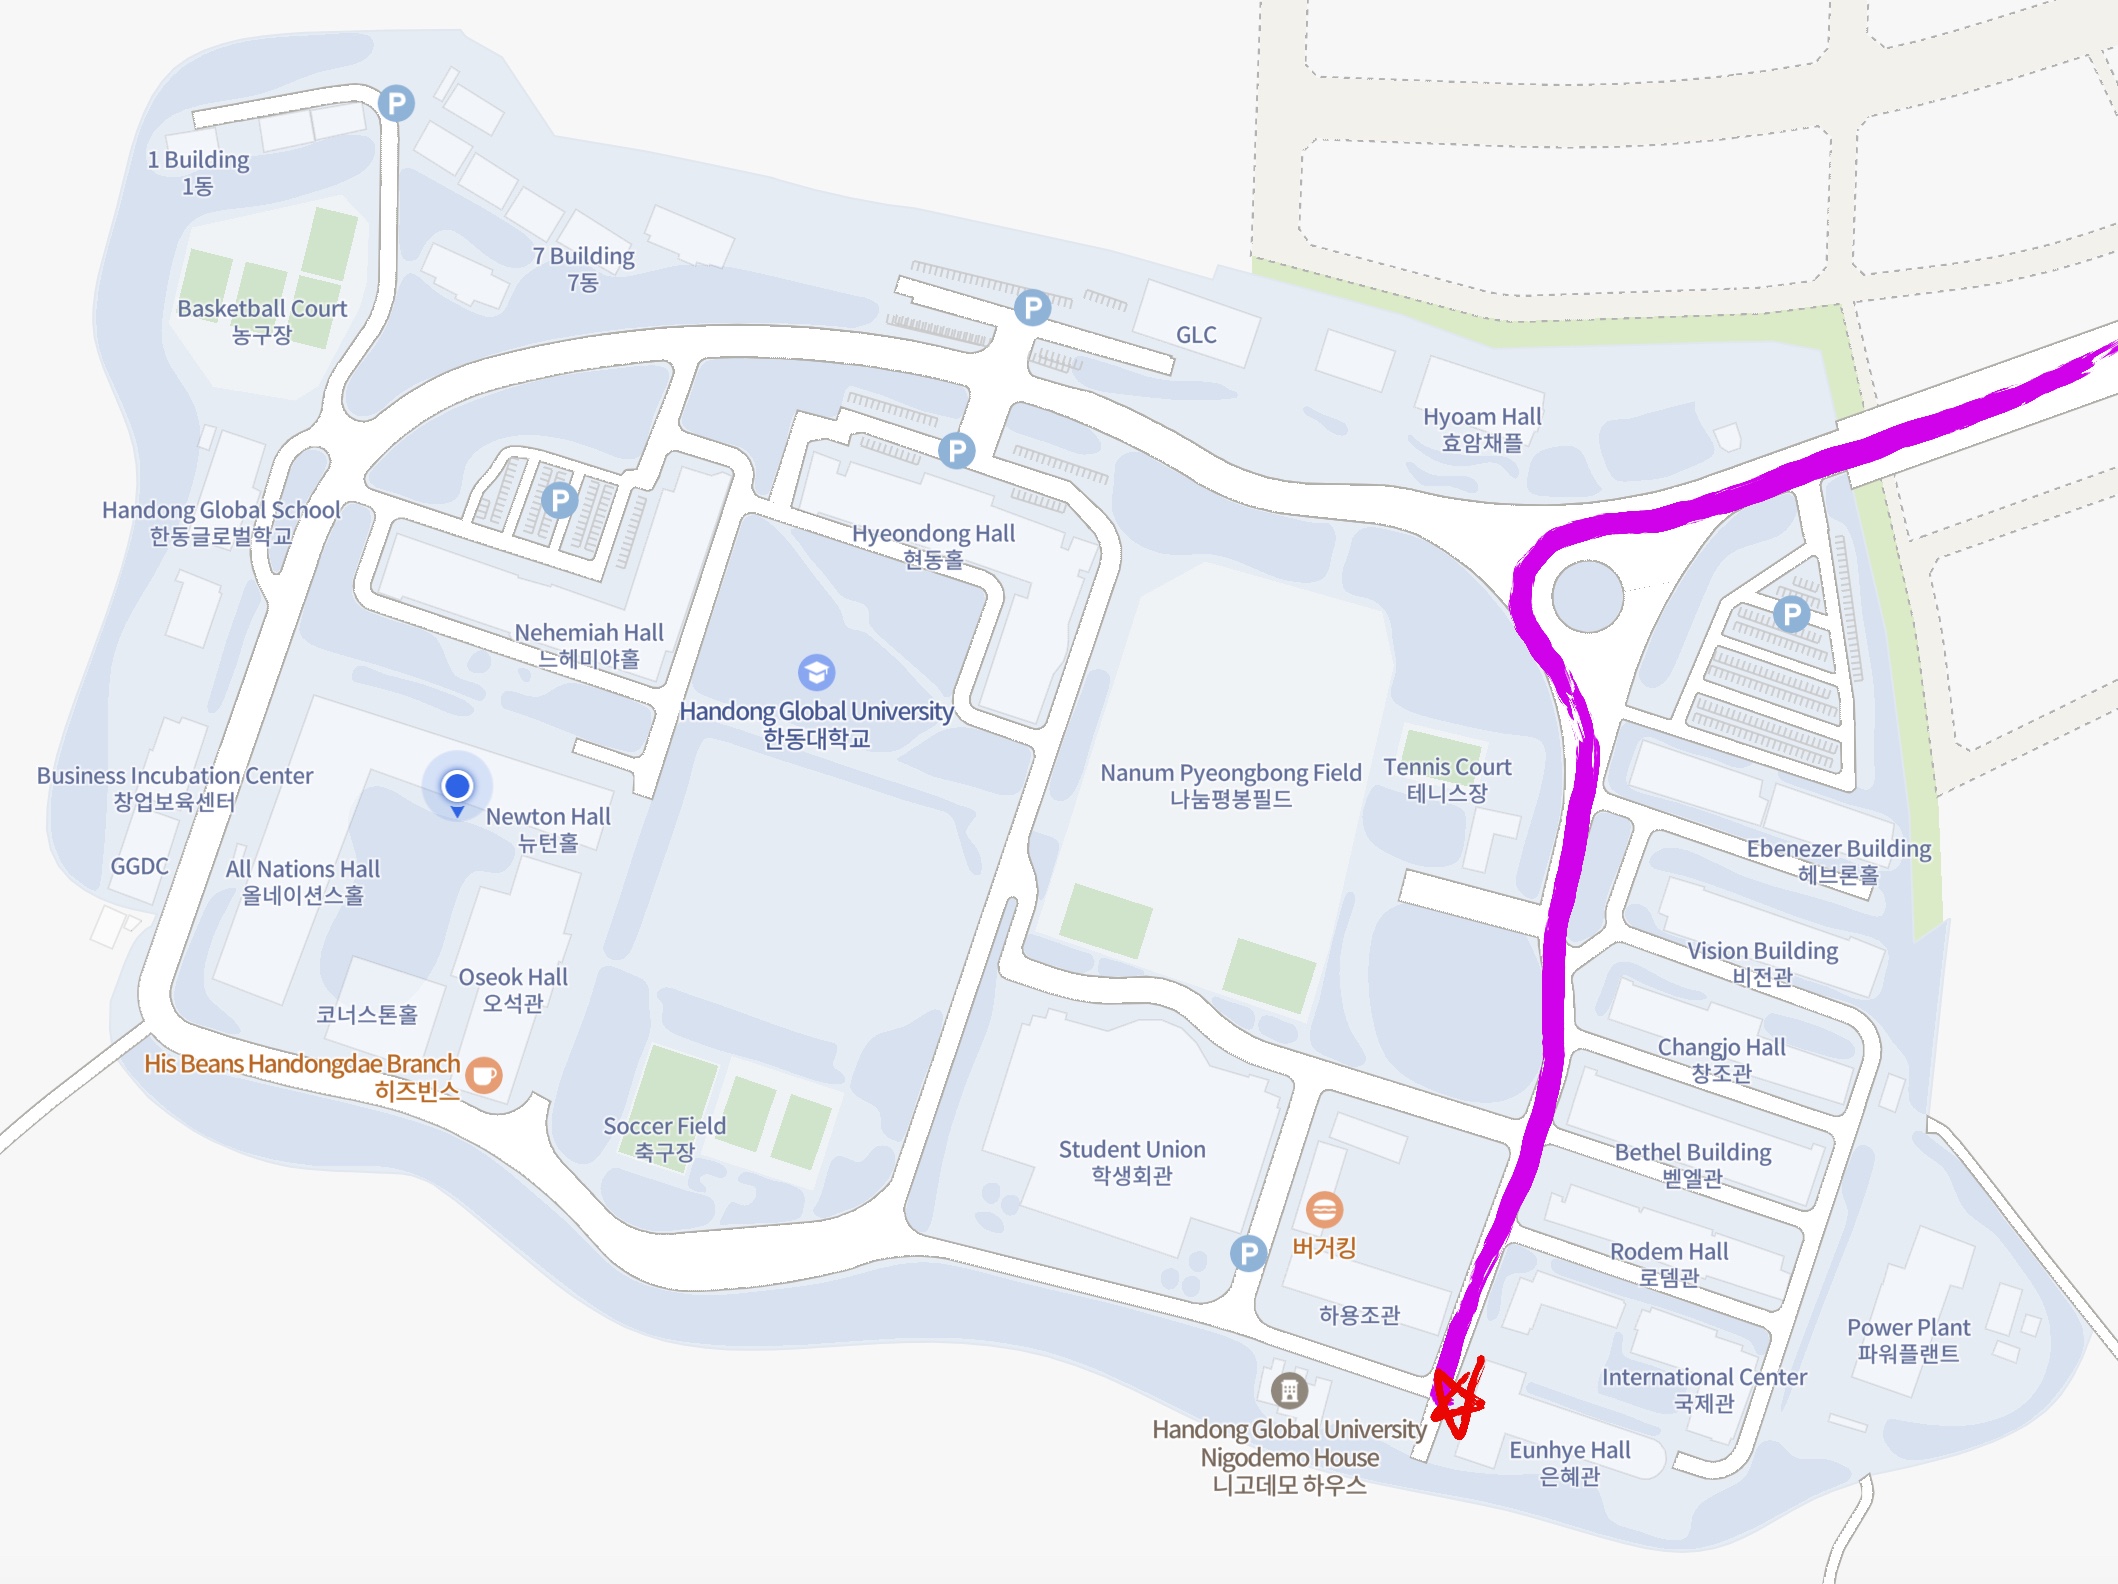 P
1 Building
1동
7 Building
7동
Basketball Court
농구장
P
GLC
Hyoam Hall
효암채플
P
Handong Global School
한동글로벌학교
P
Hyeondong Hall
현동홀
P
Nehemiah Hall
느헤미야홀
Handong Global University
한동대학교
Business Incubation Center
창업보육센터
Newton Hall
뉴턴홀
Nanum Pyeongbong Field
나눔평봉필드
Tennis Court
테니스장
GGDC
All Nations Hall
올네이션스홀
Ebenezer Building
헤브론홀
Vision Building
비전관
Oseok Hall
오석관
코너스톤홀
Changjo Hall
창조관
His Beans Handongdae Branch
히즈빈스
Soccer Field
축구장
Student Union
학생회관
Bethel Building
벧엘관
P
버거킹
Rodem Hall
로뎀관
하용조관
Power Plant
파워플랜트
International Center
국제관
Handong Global University
Nigodemo House
니고데모 하우스
Eunhye Hall
은혜관